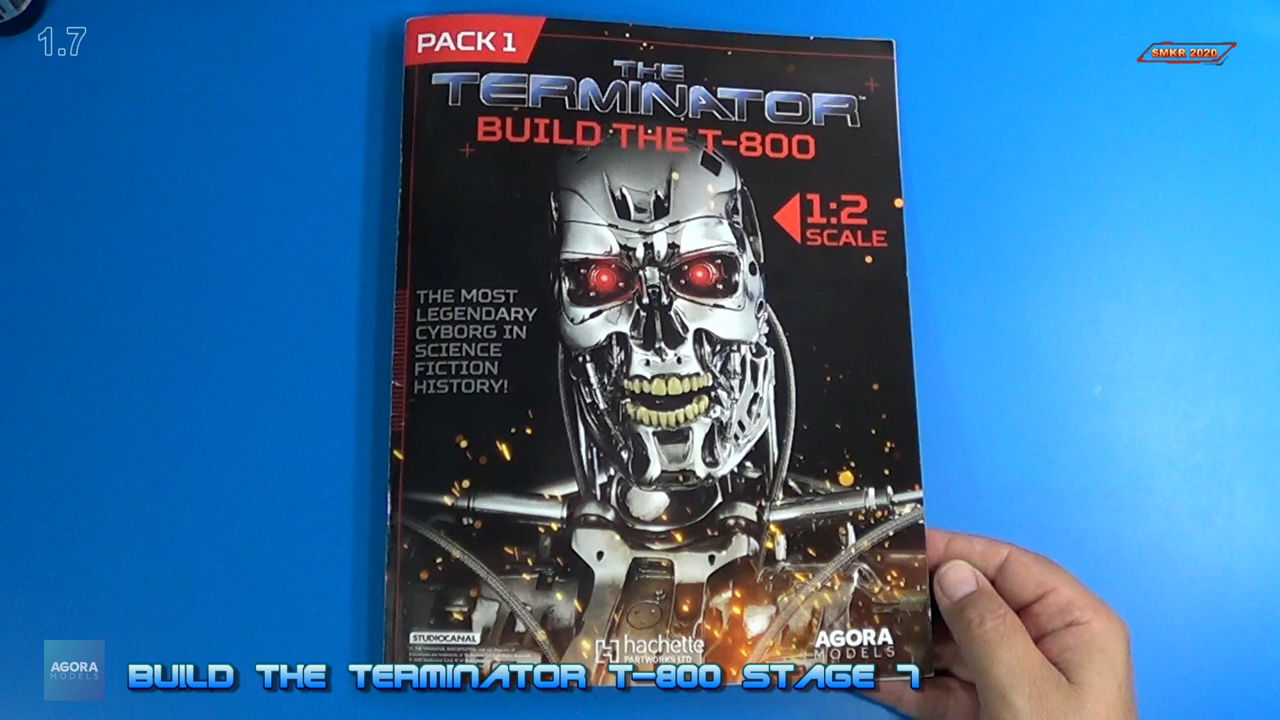 1.7
SMKR 2020
PACK 1
THE
TERMINATOR™
BUILD THE T-800
1:2
SCALE
THE MOST
LEGENDARY
CYBORG IN
SCIENCE
FICTION
HISTORY!
STUDIOCANAL
hachette
PARTWORKS LTD
AGORA
MODELS
AGORA
MODELS
BUILD THE TERMINATOR T-800 STAGE 7